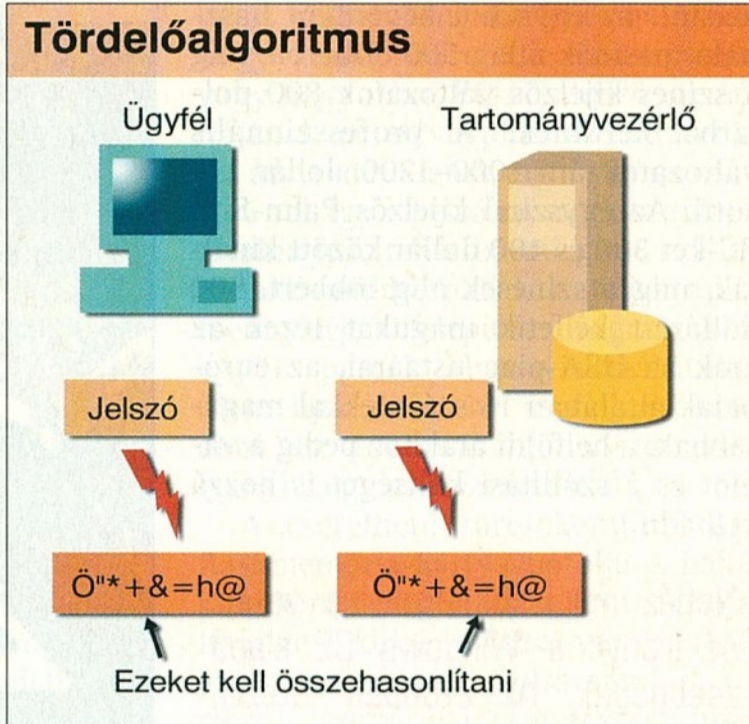 Tördelőalgoritmus
Ügyfél
Tartományvezérlő
Jelszó
Jelszó
Ö"*+&=h@
Ö"*+&=h@
Ezeket kell összehasonlítani